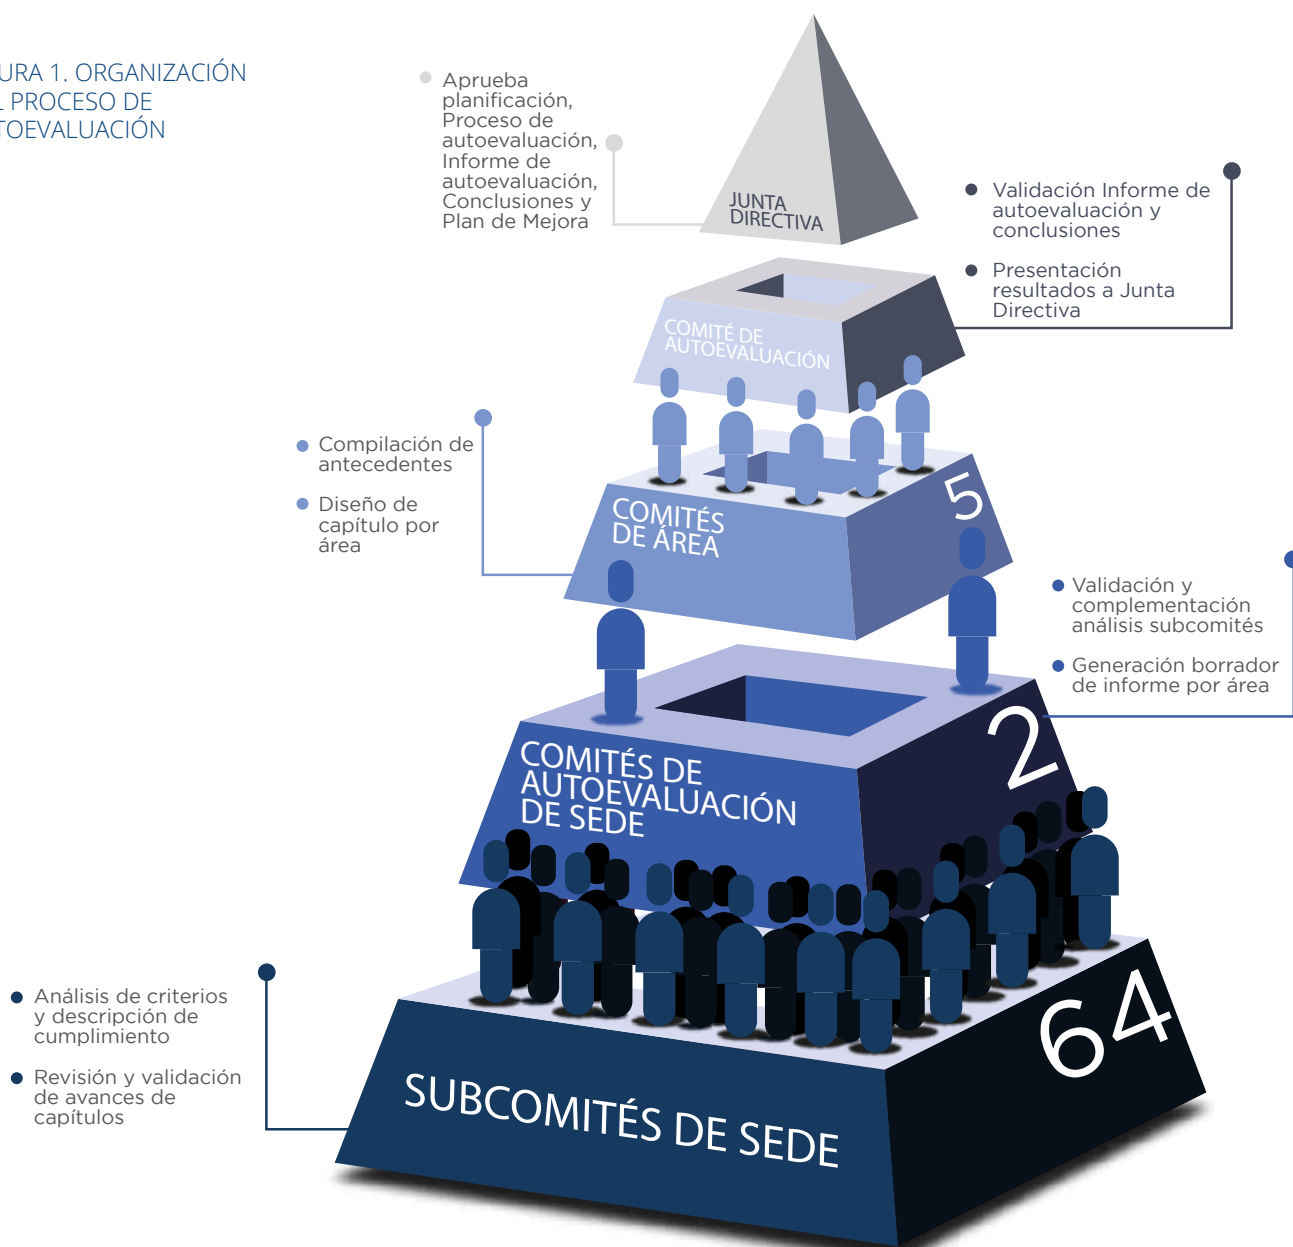 URA 1. ORGANIZACIÓN
L PROCESO DE
TOEVALUACIÓN
Aprueba
planificación,
Proceso de
autoevaluación,
Informe de
autoevaluación,
Conclusiones y
Plan de Mejora
JUNTA
DIRECTIVA
Validación Informe de
autoevaluación y
conclusiones
Presentación
resultados a Junta
Directiva
COMITÉ DE
AUTOEVALUACIÓN
Compilación de
antecedentes
Diseño de
capítulo por
área
COMITÉS
DE ÁREA
5
Validación y
complementación
análisis subcomités
Generación borrador
de informe por área
COMITÉS DE
AUTOEVALUACIÓN
DE SEDE
2
Análisis de criterios
y descripción de
cumplimiento
Revisión y validación
de avances de
capítulos
SUBCOMITÉS DE SEDE
64